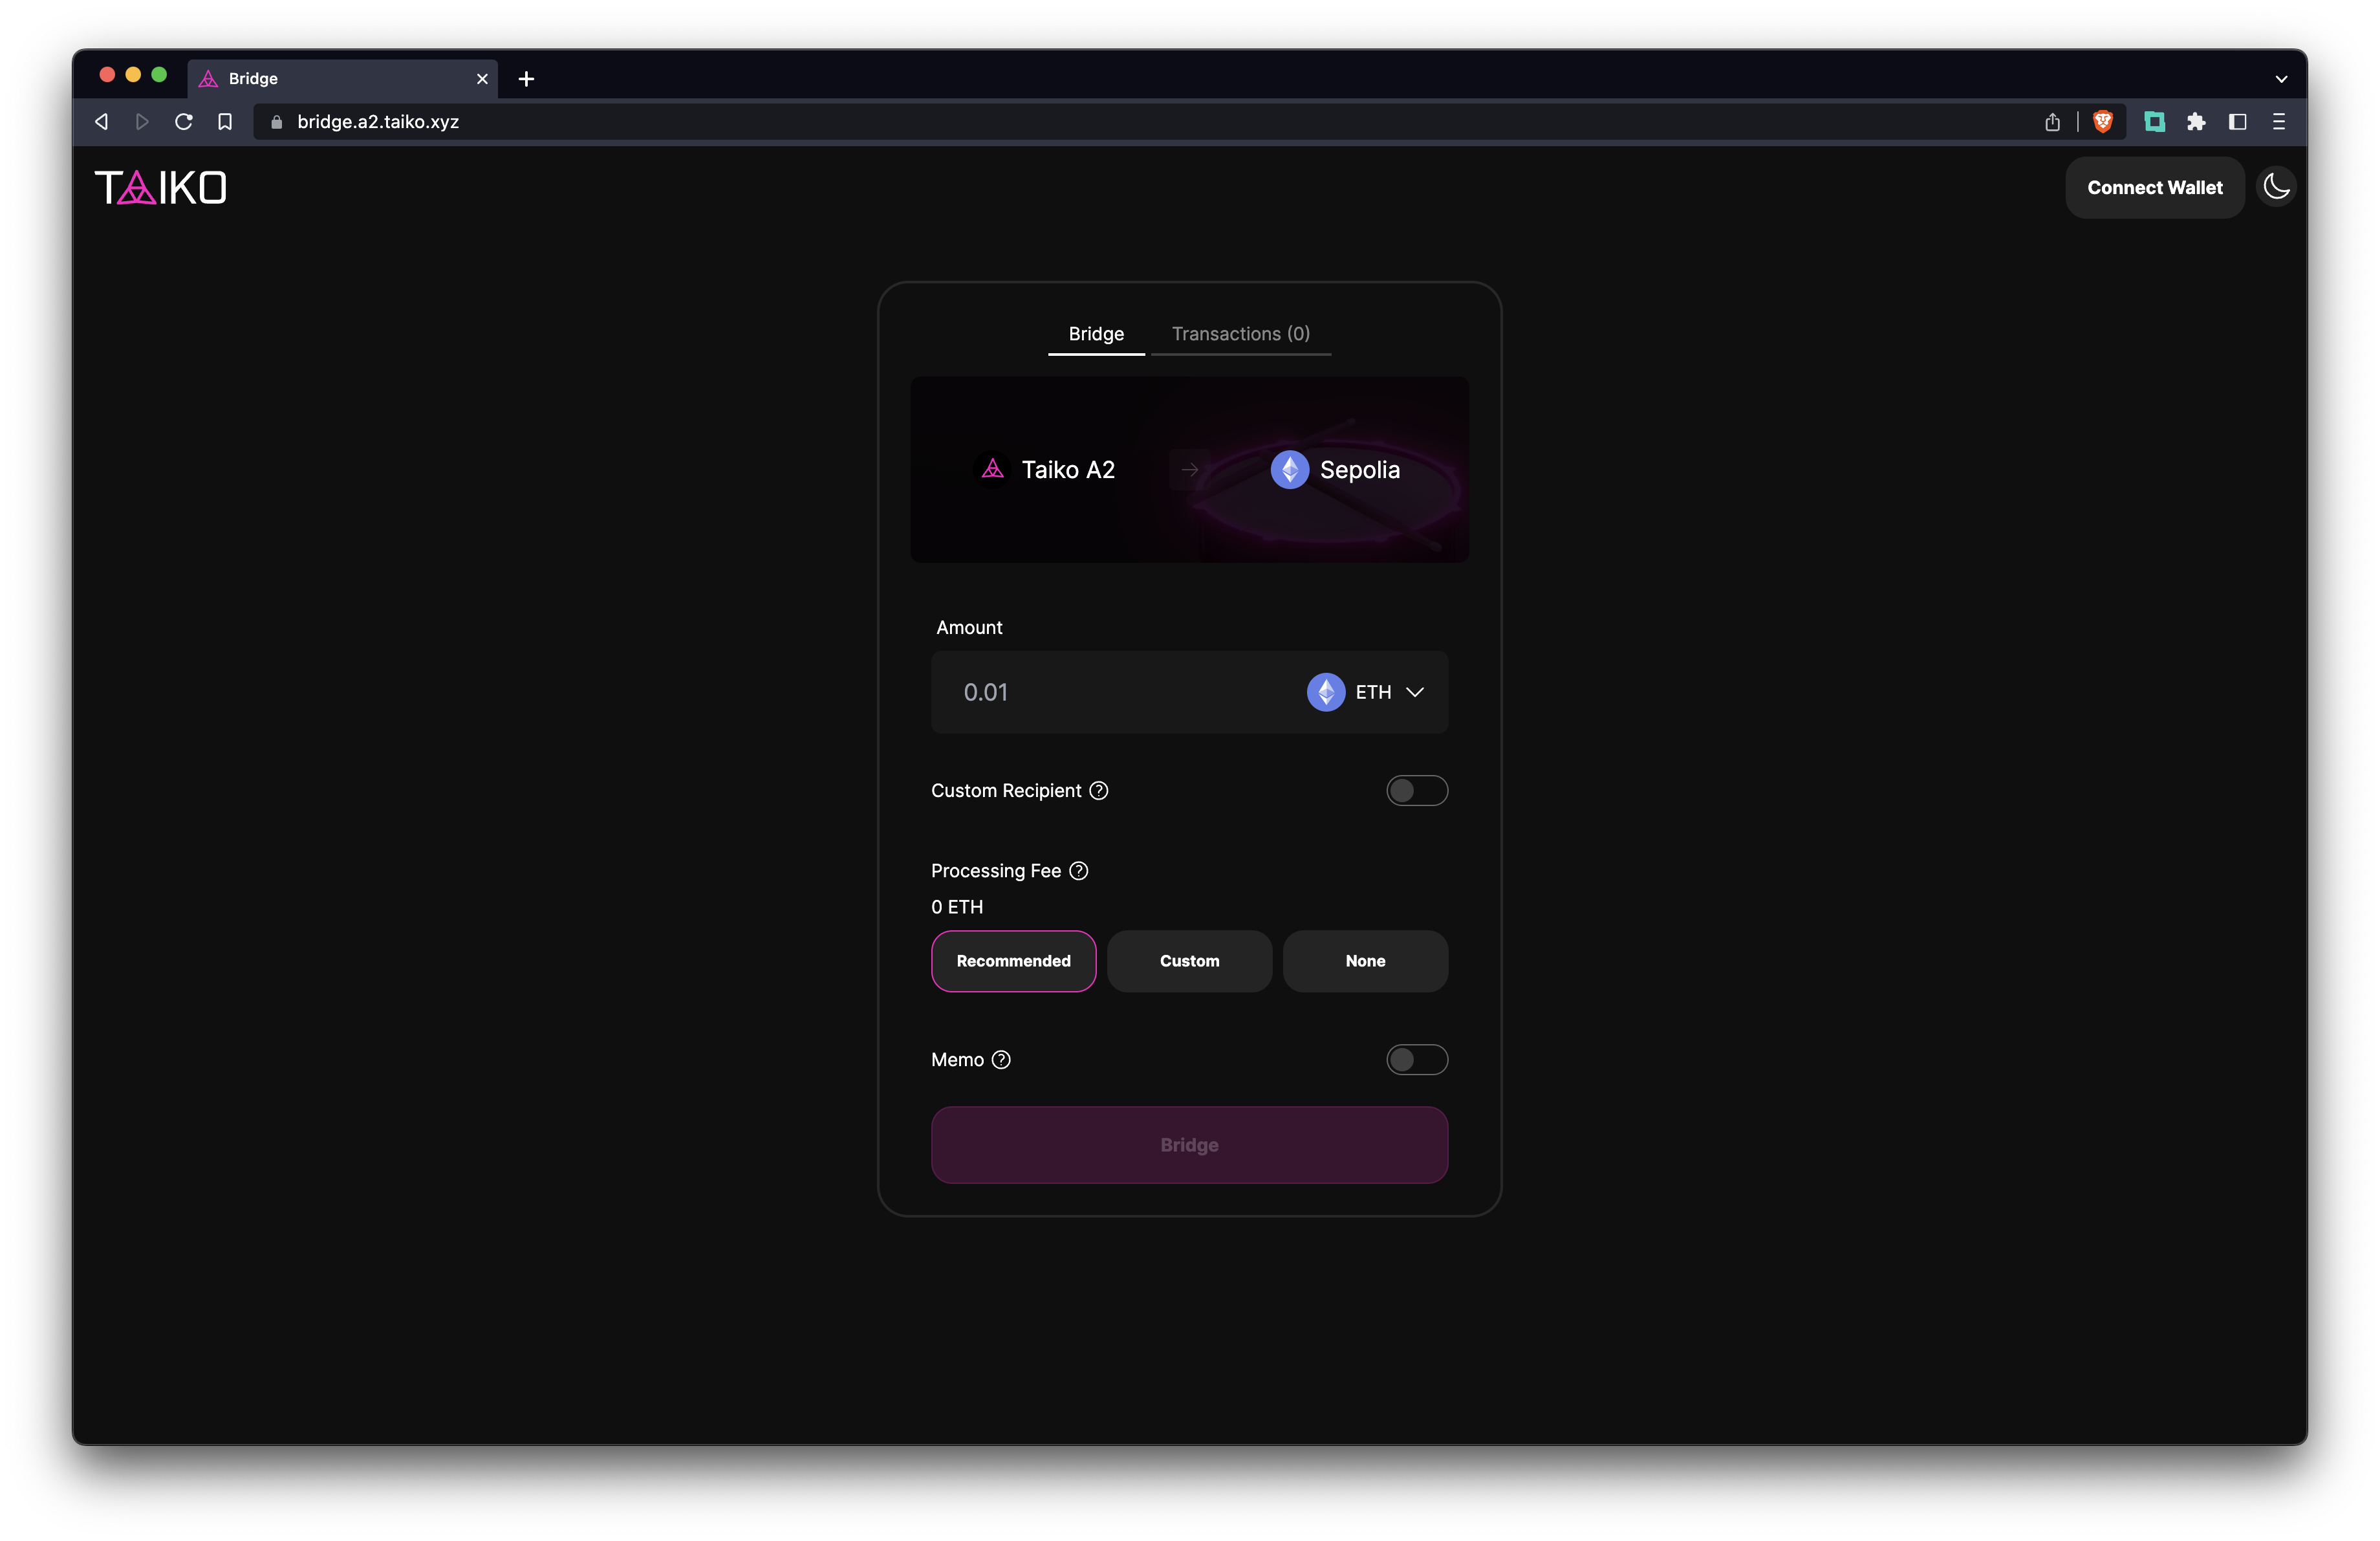 Bridge
bridge.a2.taiko.xyz
TAIKO
Connect Wallet
Bridge Transactions (0)
Taiko A2 → Sepolia
Amount
0.01 ETH
Custom Recipient ?
Processing Fee ?
0 ETH
Recommended Custom None
Memo ?
Bridge